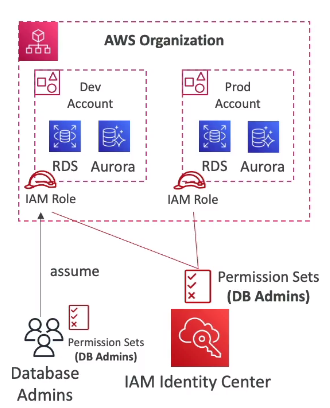 AWS Organization
Dev
Account
Prod
Account
RDS
Aurora
RDS
Aurora
IAM Role
IAM Role
assume
Permission Sets
(DB Admins)
Permission Sets
(DB Admins)
Database
Admins
IAM Identity Center